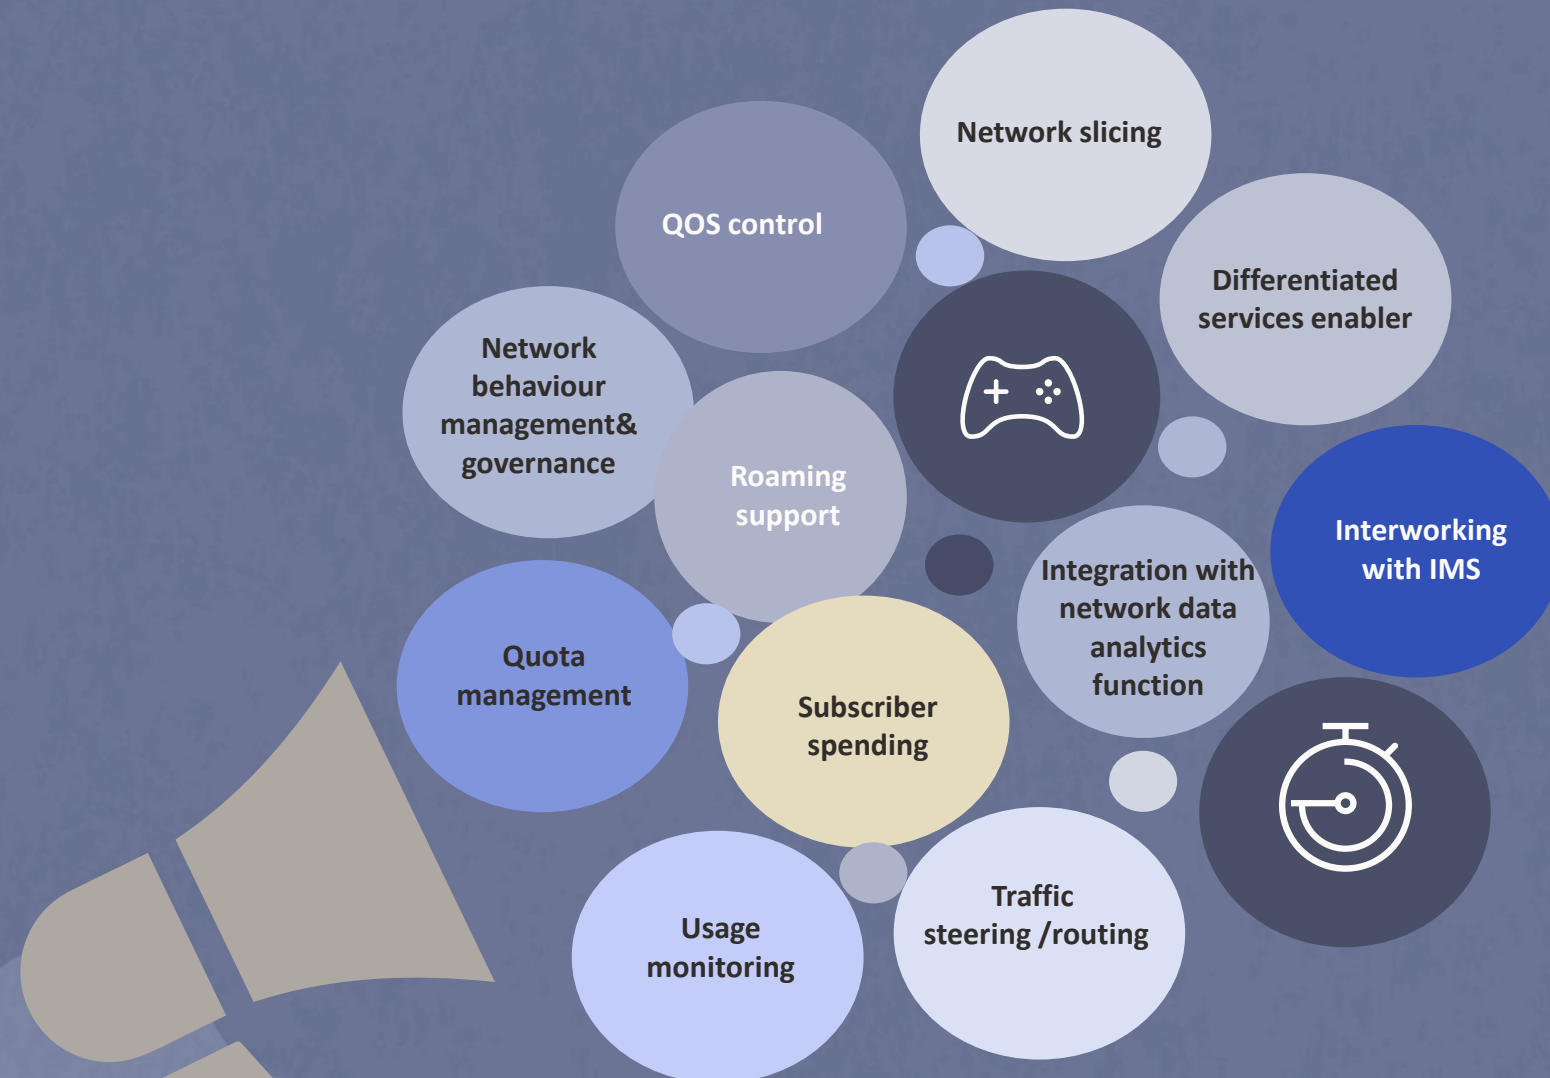 Network slicing
QOS control
Differentiated
services enabler
Network
behaviour
management&
governance
Roaming
support
Interworking
with IMS
Integration with
network data
analytics
function
Quota
management
Subscriber
spending
Traffic
steering /routing
Usage
monitoring